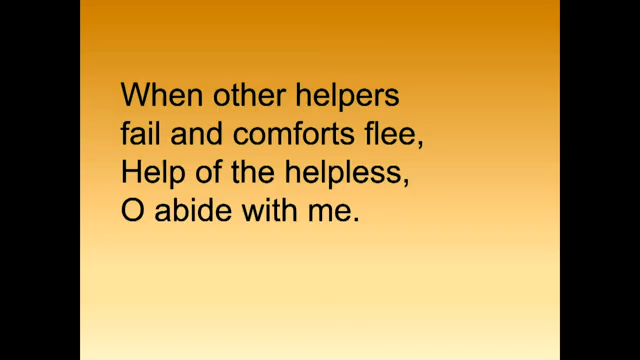 When other helpers
fail and comforts flee,
Help of the helpless,
O abide with me.